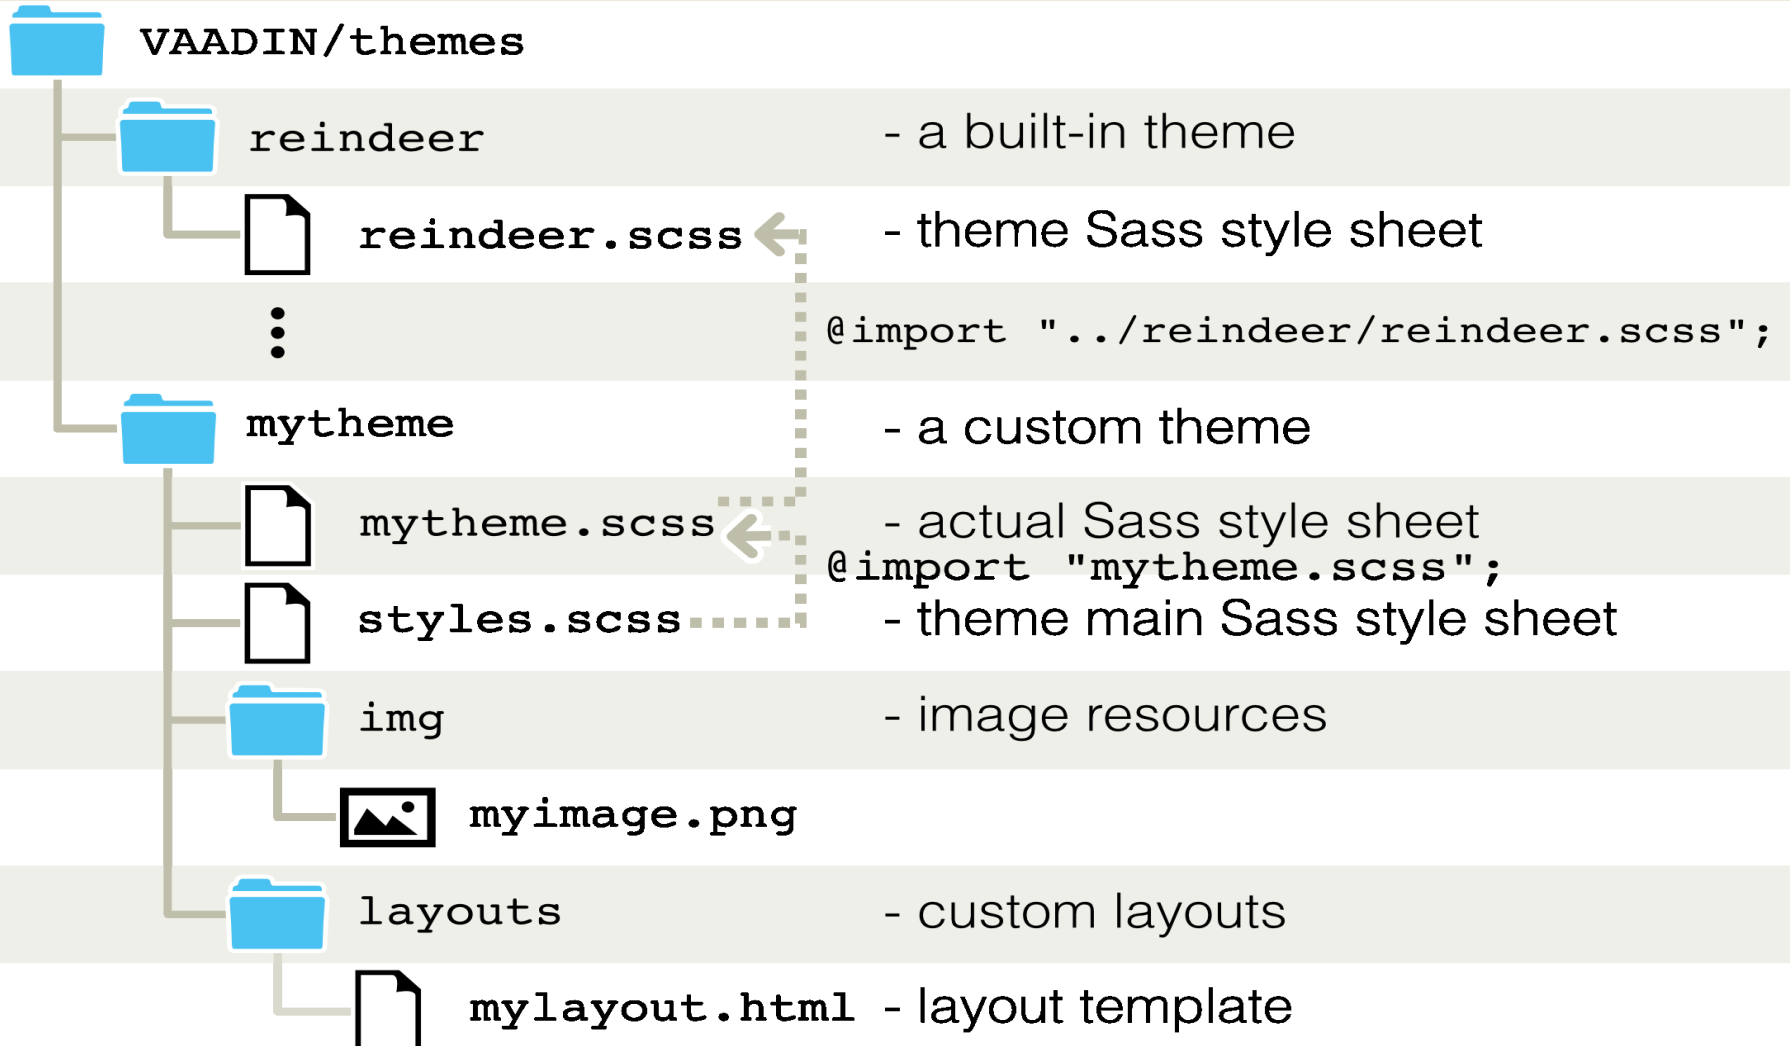 VAADIN/themes
reindeer - a built-in theme
reindeer.scss - theme Sass style sheet
@import "../reindeer/reindeer.scss";
mytheme - a custom theme
mytheme.scss - actual Sass style sheet
@import "mytheme.scss";
styles.scss - theme main Sass style sheet
img - image resources
myimage.png
layouts - custom layouts
mylayout.html - layout template